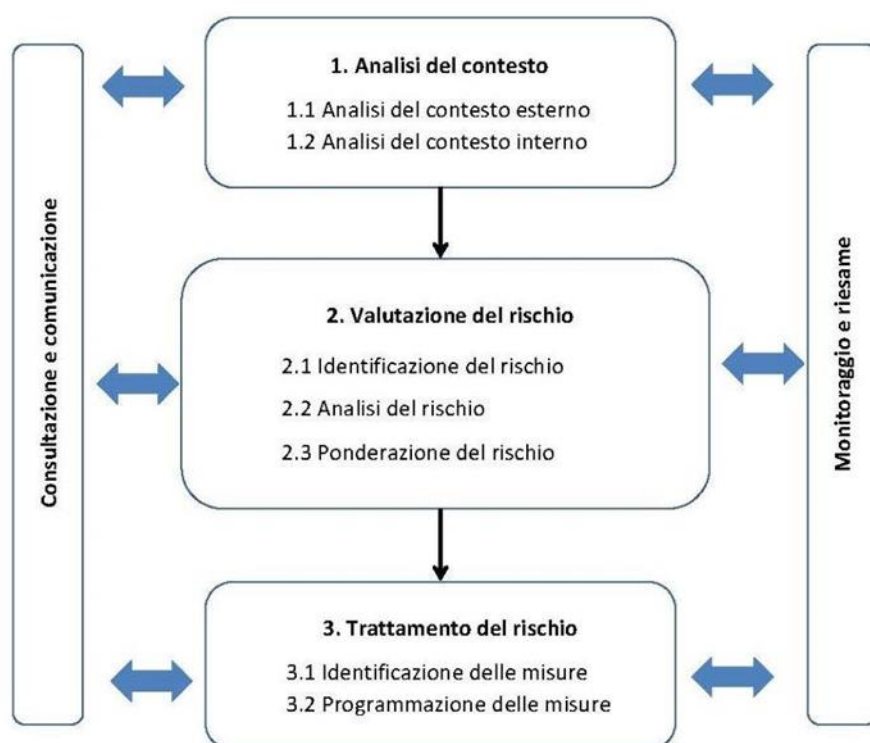 Consultazione e comunicazione
1. Analisi del contesto
1.1 Analisi del contesto esterno
1.2 Analisi del contesto interno
2. Valutazione del rischio
2.1 Identificazione del rischio
2.2 Analisi del rischio
2.3 Ponderazione del rischio
3. Trattamento del rischio
3.1 Identificazione delle misure
3.2 Programmazione delle misure
Monitoraggio e riesame